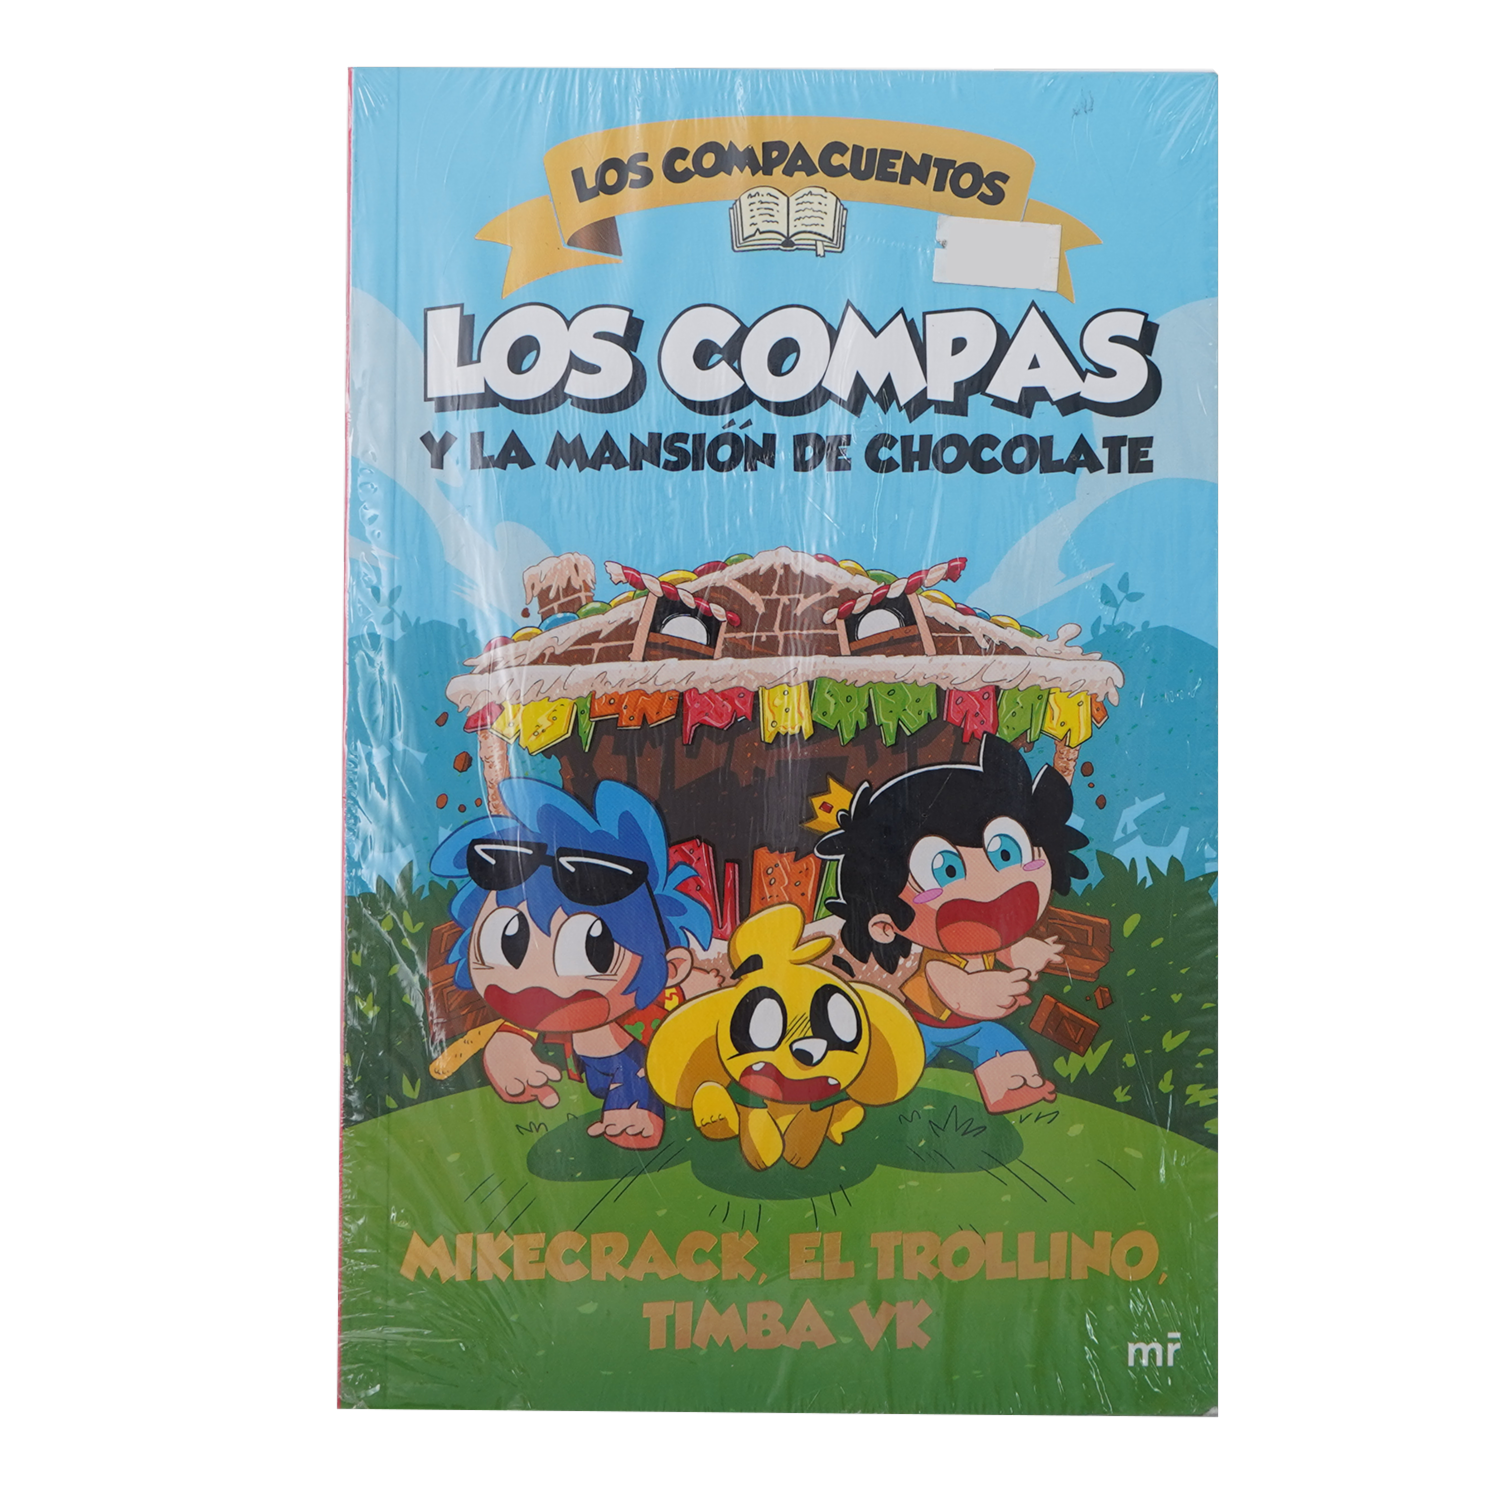 LOS COMPACUENTOS
LOS COMPAS
Y LA MANSIÓN DE CHOCOLATE
MIKECRACK, EL TROLLINO,
TIMBA VK
mr̄